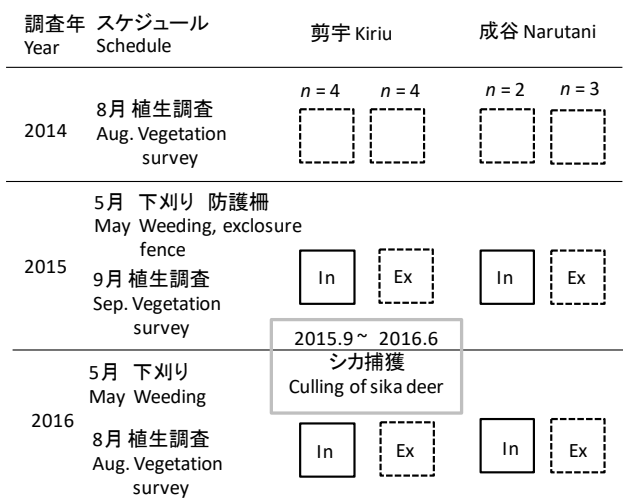 調査年 スケジュール 剪宇 Kiriu 成谷 Narutani
Year Schedule
n = 4 n = 4 n = 2 n = 3
8月 植生調査
2014 Aug. Vegetation
survey
5月 下刈り 防護柵
May Weeding, exclosure
fence
2015
9月 植生調査 In Ex In Ex
Sep. Vegetation
survey
2015.9 ~ 2016.6
シカ捕獲
Culling of sika deer
5月 下刈り
May Weeding
2016
8月 植生調査 In Ex In Ex
Aug. Vegetation
survey